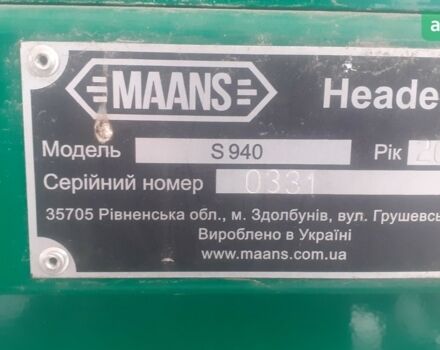 MAANS Heade
Модель S 940 Рік 20
Серійний номер 0331
35705 Рівненська обл., м. Здолбунів, вул. Грушевсь
Вироблено в Україні
www.maans.com.ua